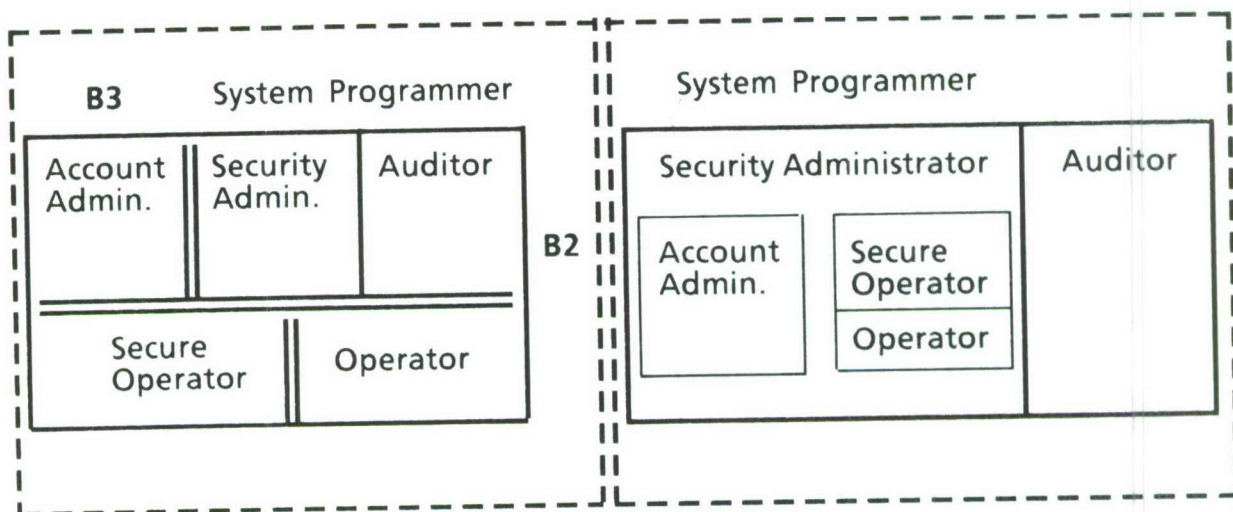 B3 System Programmer
Account
Admin.
Security
Admin.
Auditor
Secure
Operator
Operator
B2
System Programmer
Security Administrator
Auditor
Account
Admin.
Secure
Operator
Operator